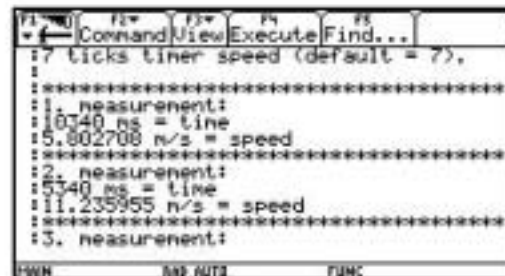 F1 F2 F3 F4 F5
Command View Execute Find...
:7 ticks timer speed (default = 7).
:
:**********************************
:1. measurement:
:10340 ms = time
:5.802708 m/s = speed
:**********************************
:2. measurement:
:5340 ms = time
:11.235955 m/s = speed
:**********************************
:3. measurement:
MAIN RAD AUTO FUNC